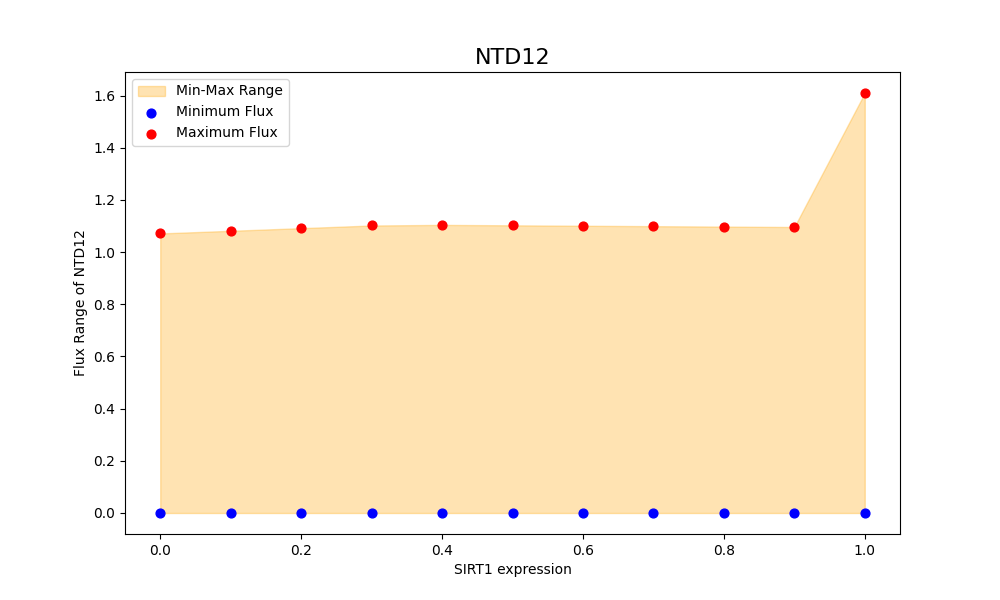 NTD12
Min-Max Range
Minimum Flux
Maximum Flux
Flux Range of NTD12
1.6
1.4
1.2
1.0
0.8
0.6
0.4
0.2
0.0
0.0 0.2 0.4 0.6 0.8 1.0
SIRT1 expression